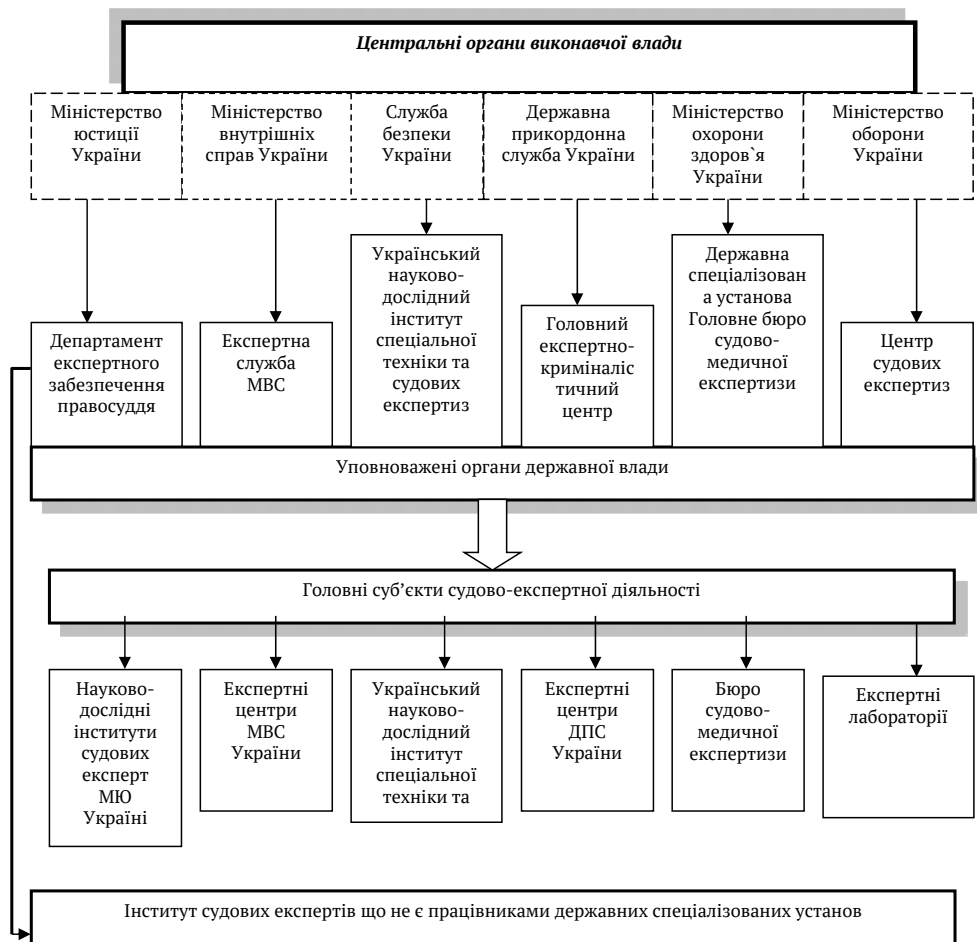 Центральні органи виконавчої влади
Міністерство
юстиції
України
Міністерство
внутрішніх
справ України
Служба
безпеки
України
Державна
прикордонна
служба України
Міністерство
охорони
здоров`я
України
Міністерство
оборони
України
Департамент
експертного
забезпечення
правосуддя
Експертна
служба
МВС
Український
науково-
дослідний
інститут
спеціальної
техніки та
судових
експертиз
Головний
експертно-
криміналіс
тичний
центр
Державна
спеціалізован
а установа
Головне бюро
судово-
медичної
експертизи
Центр
судових
експертиз
Уповноважені органи державної влади
Головні суб’єкти судово-експертної діяльності
Науково-
дослідні
інститути
судових
експерт
МЮ
Україні
Експертні
центри
МВС
України
Український
науково-
дослідний
інститут
спеціальної
техніки та
Експертні
центри
ДПС
України
Бюро
судово-
медичної
експертизи
Експертні
лабораторії
Інститут судових експертів що не є працівниками державних спеціалізованих установ